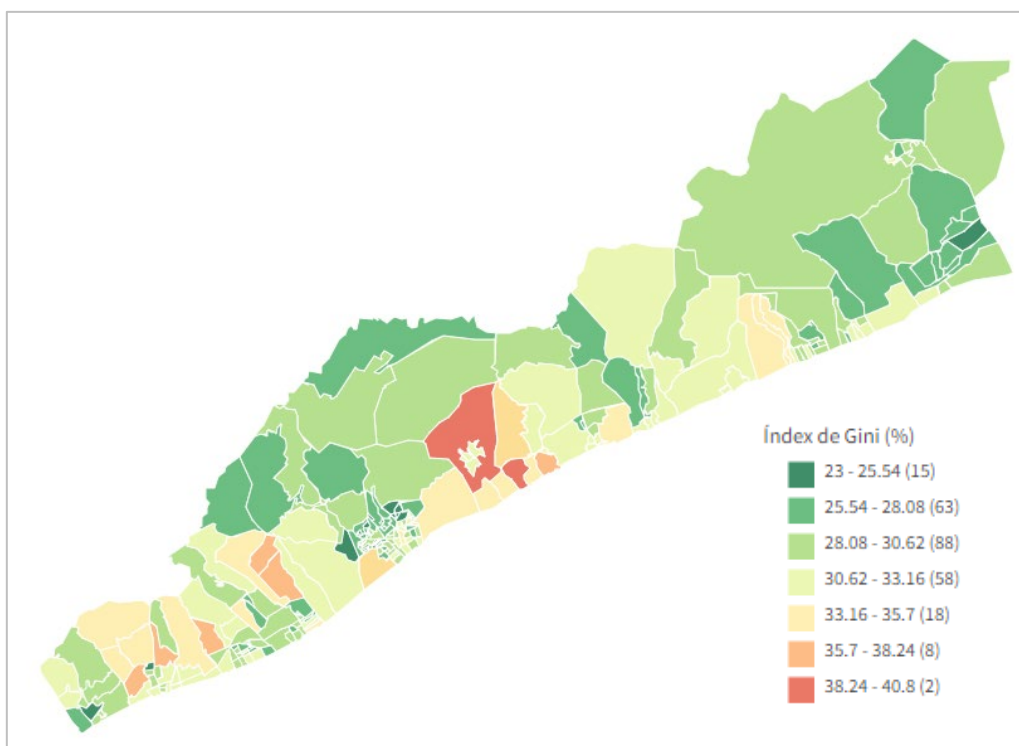 Índex de Gini (%)
23 - 25.54 (15)
25.54 - 28.08 (63)
28.08 - 30.62 (88)
30.62 - 33.16 (58)
33.16 - 35.7 (18)
35.7 - 38.24 (8)
38.24 - 40.8 (2)